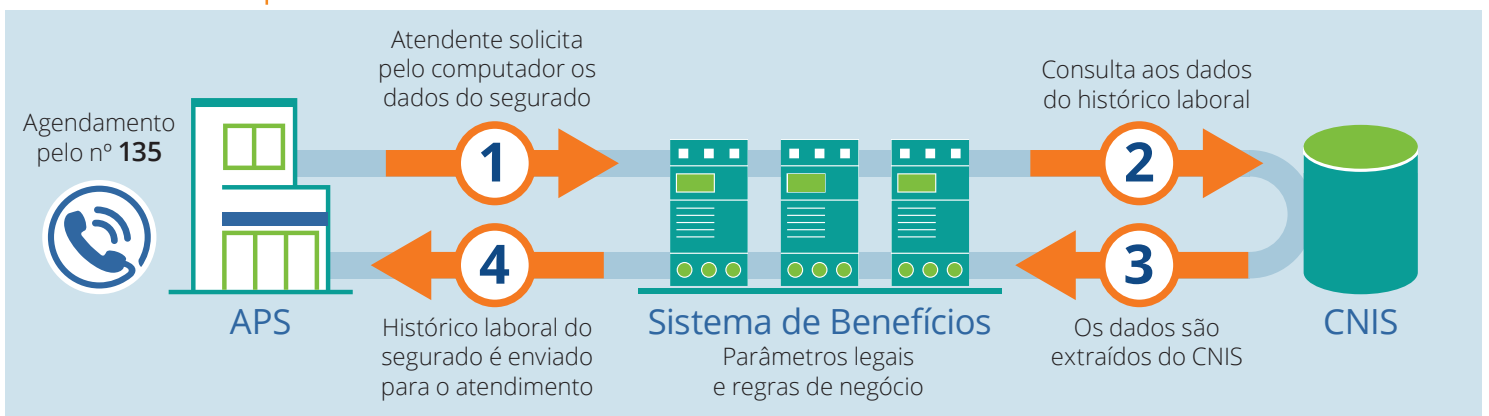 Agendamento
pelo nº 135
APS
Atendente solicita
pelo computador os
dados do segurado
1
Sistema de Benefícios
Parâmetros legais
e regras de negócio
Consulta aos dados
do histórico laboral
2
CNIS
3
Os dados são
extraídos do CNIS
4
Histórico laboral do
segurado é enviado
para o atendimento